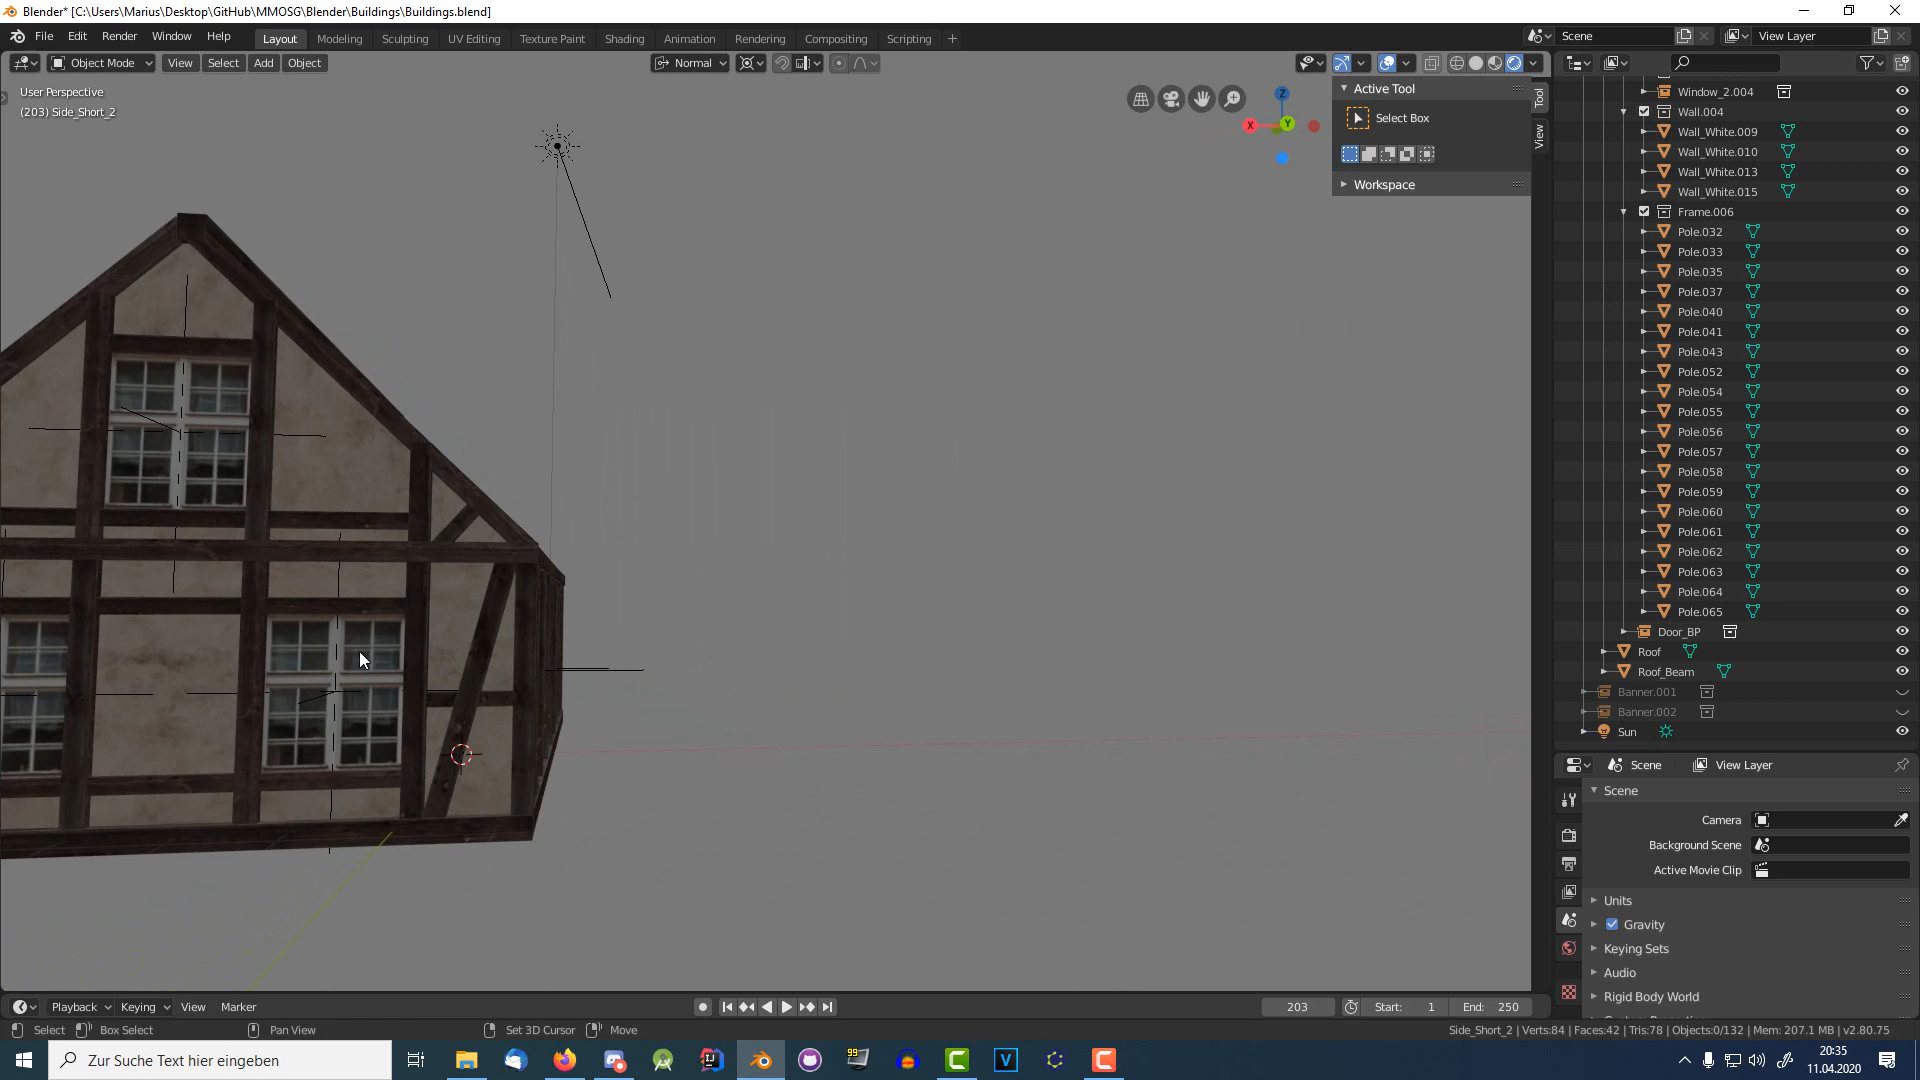 Blender* [C:\Users\Marius\Desktop\GitHub\MMOSG\Blender\Buildings\Buildings.blend]
File Edit Render Window Help
Layout Modeling Sculpting UV Editing Texture Paint Shading Animation Rendering Compositing Scripting +
Scene
View Layer
Object Mode View Select Add Object
Normal
User Perspective
(203) Side_Short_2
Z
X
Y
Active Tool
Select Box
Workspace
Tool
View
Window_2.004
Wall.004
Wall_White.009
Wall_White.010
Wall_White.013
Wall_White.015
Frame.006
Pole.032
Pole.033
Pole.035
Pole.037
Pole.040
Pole.041
Pole.043
Pole.052
Pole.054
Pole.055
Pole.056
Pole.057
Pole.058
Pole.059
Pole.060
Pole.061
Pole.062
Pole.063
Pole.064
Pole.065
Door_BP
Roof
Roof_Beam
Banner.001
Banner.002
Sun
Scene View Layer
Scene
Camera
Background Scene
Active Movie Clip
Units
Gravity
Keying Sets
Audio
Rigid Body World
Playback Keying View Marker
203 Start: 1 End: 250
Select Box Select Pan View Set 3D Cursor Move
Side_Short_2 | Verts:84 | Faces:42 | Tris:78 | Objects:0/132 | Mem: 207.1 MB | v2.80.75
Zur Suche Text hier eingeben
99
V
20:35
11.04.2020